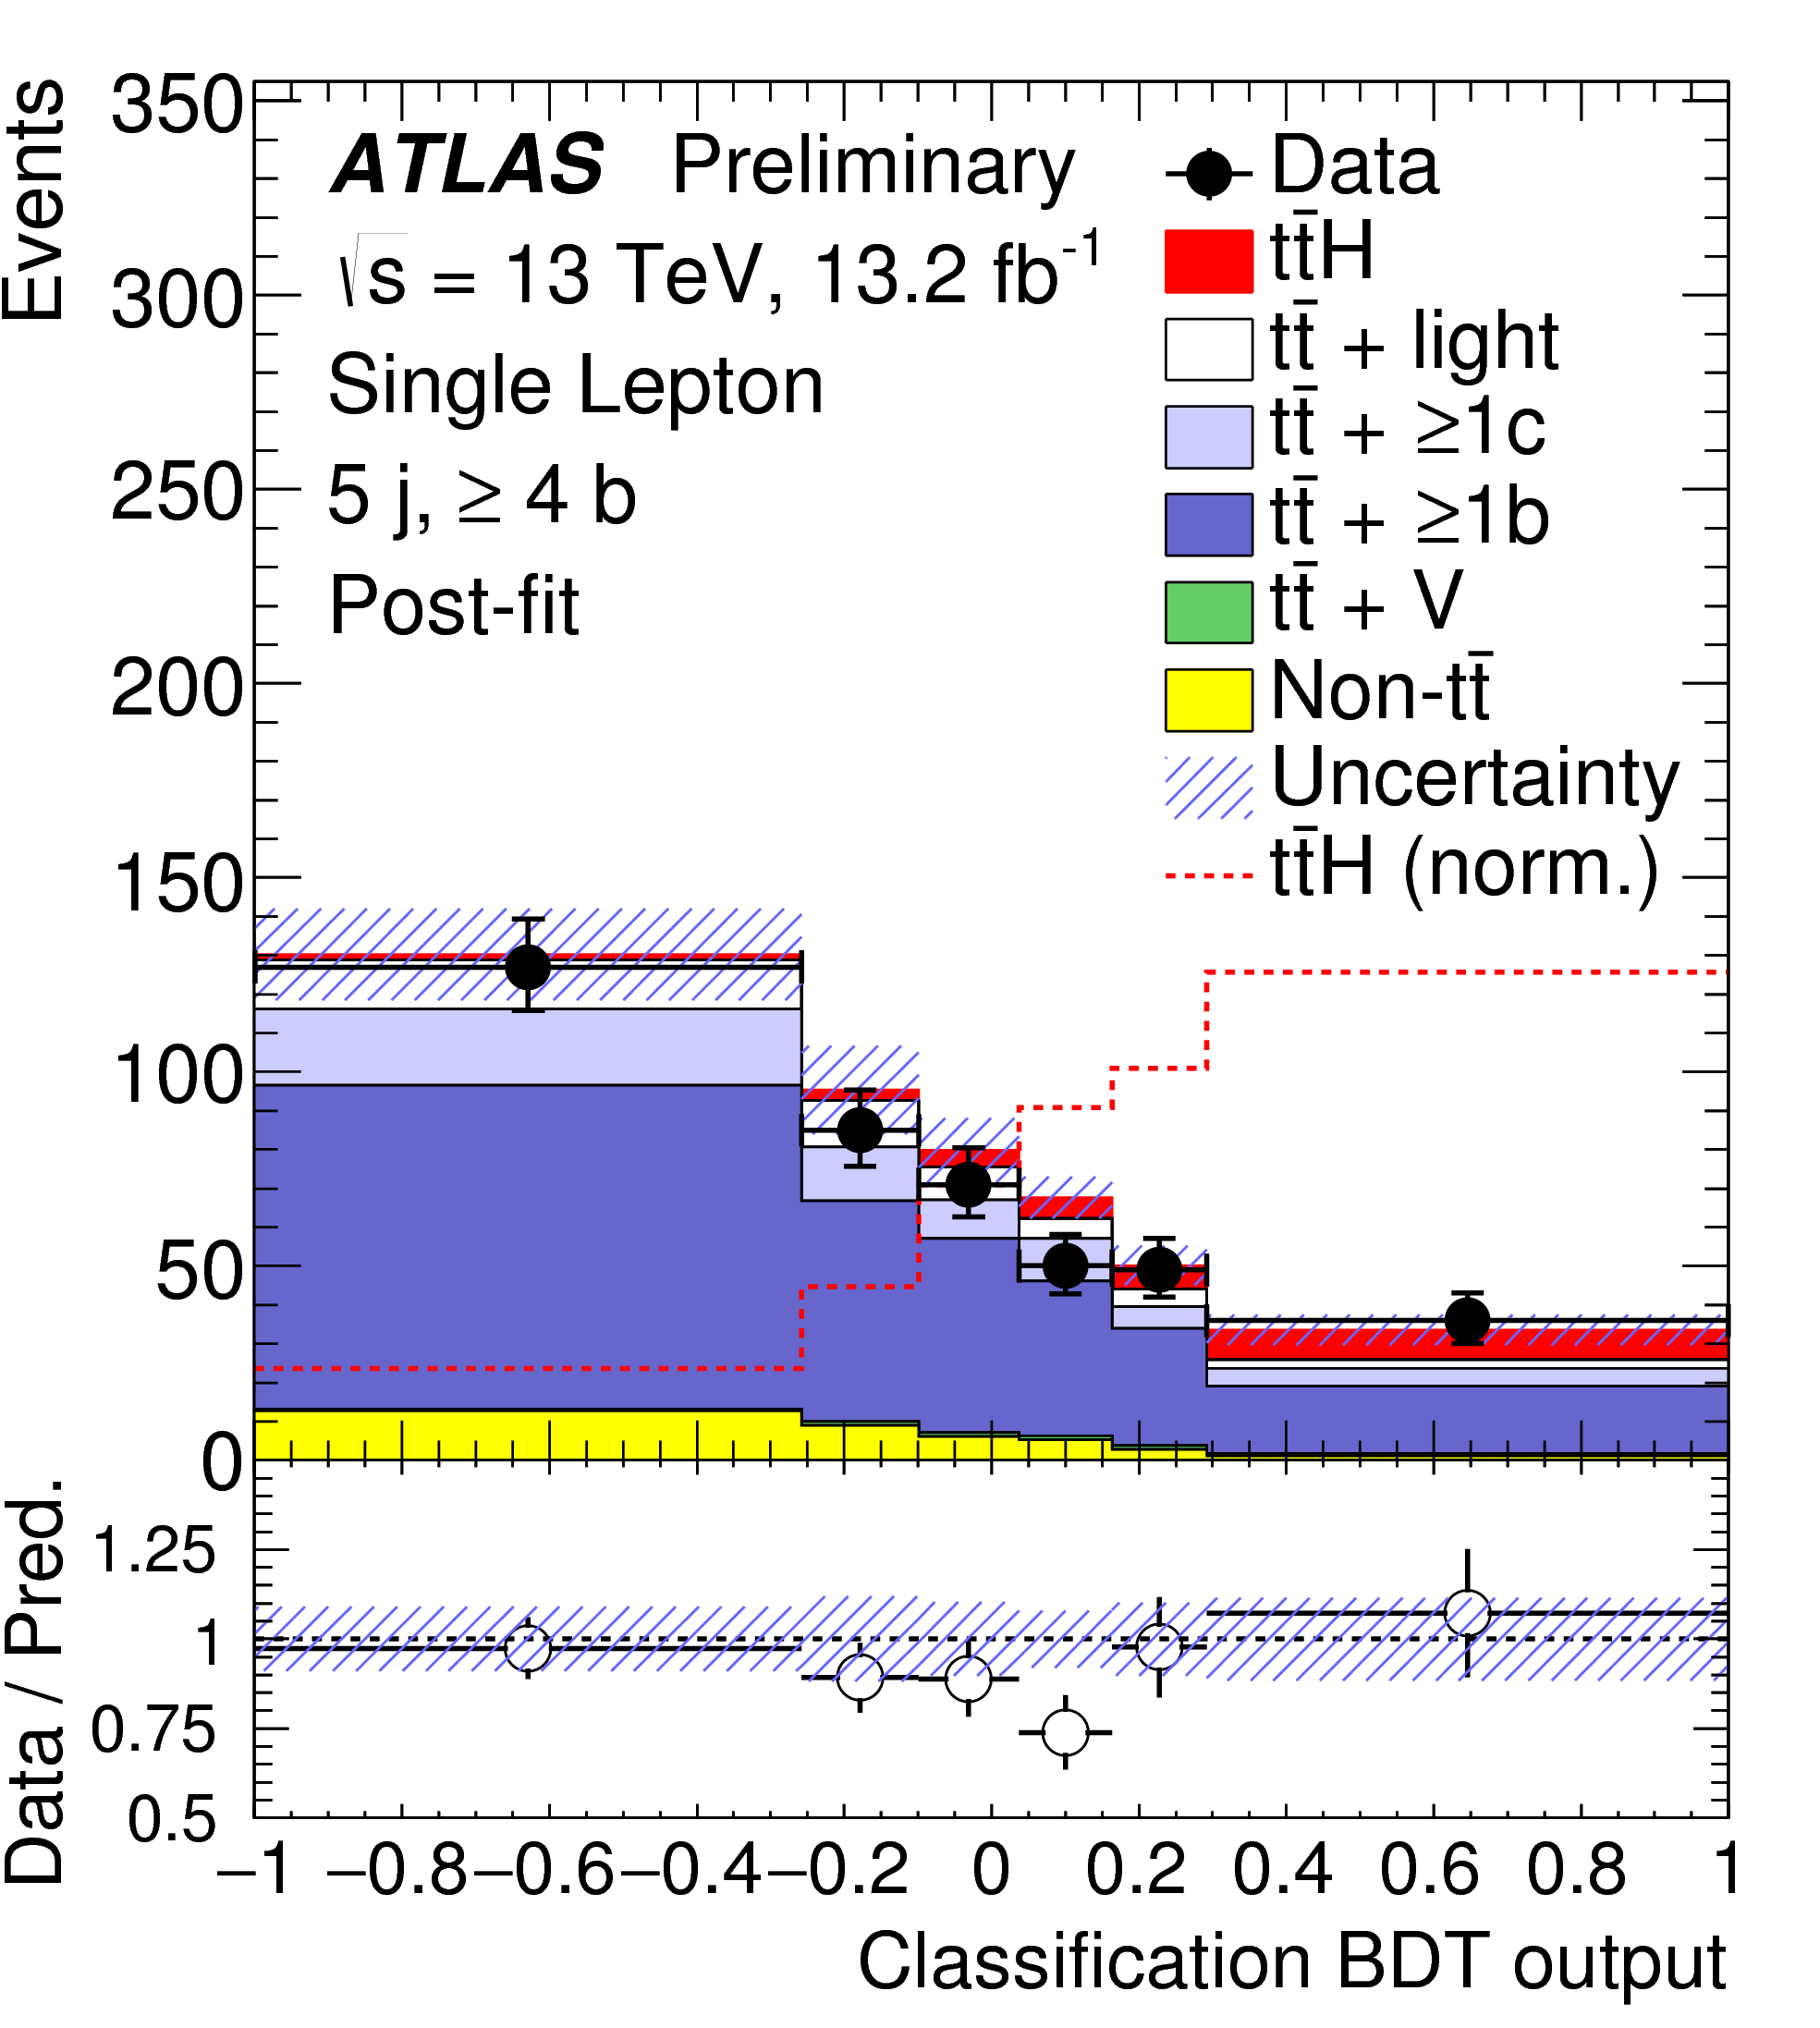 Events
350
300
250
200
150
100
50
0
ATLAS Preliminary
√s = 13 TeV, 13.2 fb⁻¹
Single Lepton
5 j, ≥ 4 b
Post-fit
Data
tt̄H
tt̄ + light
tt̄ + ≥1c
tt̄ + ≥1b
tt̄ + V
Non-tt̄
Uncertainty
tt̄H (norm.)
Data / Pred.
1.25
1
0.75
0.5
−1 −0.8 −0.6 −0.4 −0.2 0 0.2 0.4 0.6 0.8 1
Classification BDT output